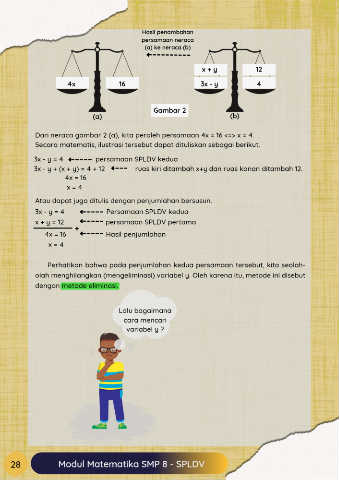 Hasil penambahan
persamaan neraca
(a) ke neraca (b)
x + y 12
4x 16 3x - y 4
(a) (b)
Gambar 2
Dari neraca gambar 2 (a), kita peroleh persamaan 4x = 16 <=> x = 4.
Secara matematis, ilustrasi tersebut dapat dituliskan sebagai berikut.
3x - y = 4 persamaan SPLDV kedua
3x - y + (x + y) = 4 + 12 ruas kiri ditambah x+y dan ruas kanan ditambah 12.
4x = 16
x = 4
Atau dapat juga ditulis dengan penjumlahan bersusun.
3x - y = 4 Persamaan SPLDV kedua
x + y = 12 persamaan SPLDV pertama
+
4x = 16 Hasil penjumlahan
x = 4
Perhatikan bahwa pada penjumlahan kedua persamaan tersebut, kita seolah-
olah menghilangkan (mengeliminasi) variabel y. Oleh karena itu, metode ini disebut
dengan metode eliminasi.
Lalu bagaimana
cara mencari
variabel y ?
28 Modul Matematika SMP 8 - SPLDV